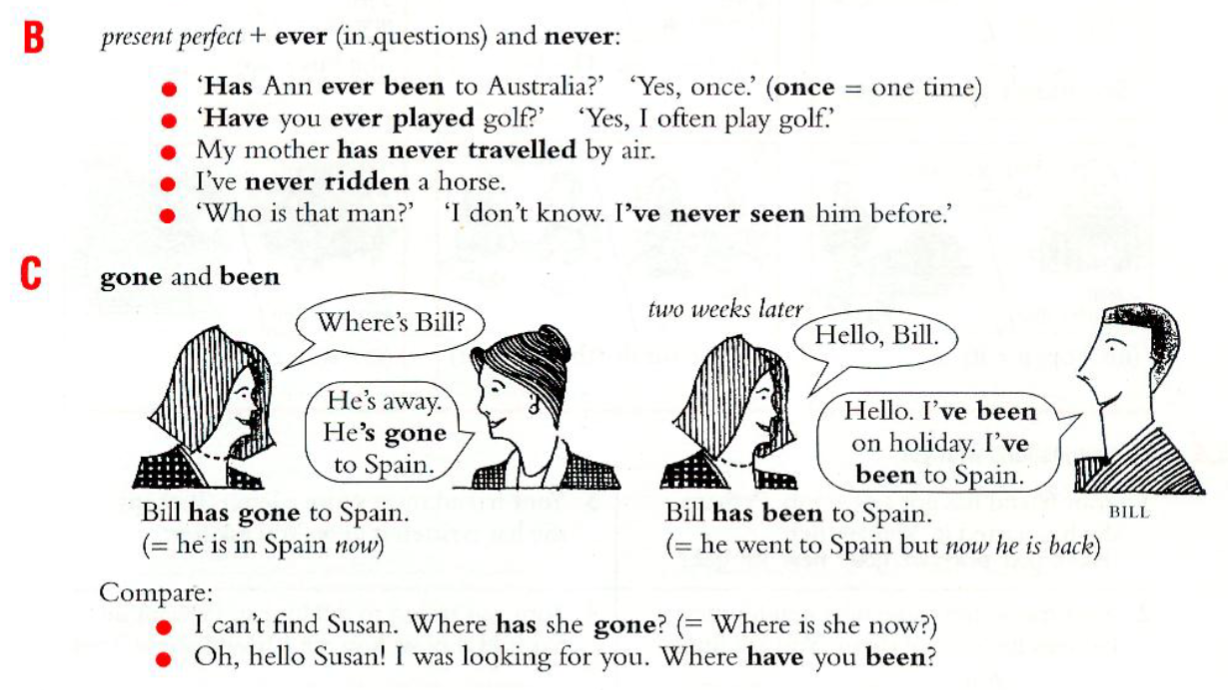 B
present perfect + ever (in questions) and never:
● ‘Has Ann ever been to Australia?’ ‘Yes, once.’ (once = one time)
● ‘Have you ever played golf?’ ‘Yes, I often play golf.’
● My mother has never travelled by air.
● I’ve never ridden a horse.
● ‘Who is that man?’ ‘I don’t know. I’ve never seen him before.’
C
gone and been
Where’s Bill?
He’s away.
He’s gone
to Spain.
Bill has gone to Spain.
(= he is in Spain now)
two weeks later
Hello, Bill.
Hello. I’ve been
on holiday. I’ve
been to Spain.
BILL
Bill has been to Spain.
(= he went to Spain but now he is back)
Compare:
● I can’t find Susan. Where has she gone? (= Where is she now?)
● Oh, hello Susan! I was looking for you. Where have you been?